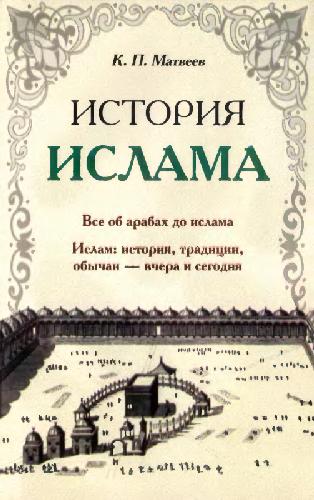 К. П. Матвеев
ИСТОРИЯ
ИСЛАМА
Все об арабах до ислама
Ислам: история, традиции,
обычаи — вчера и сегодня